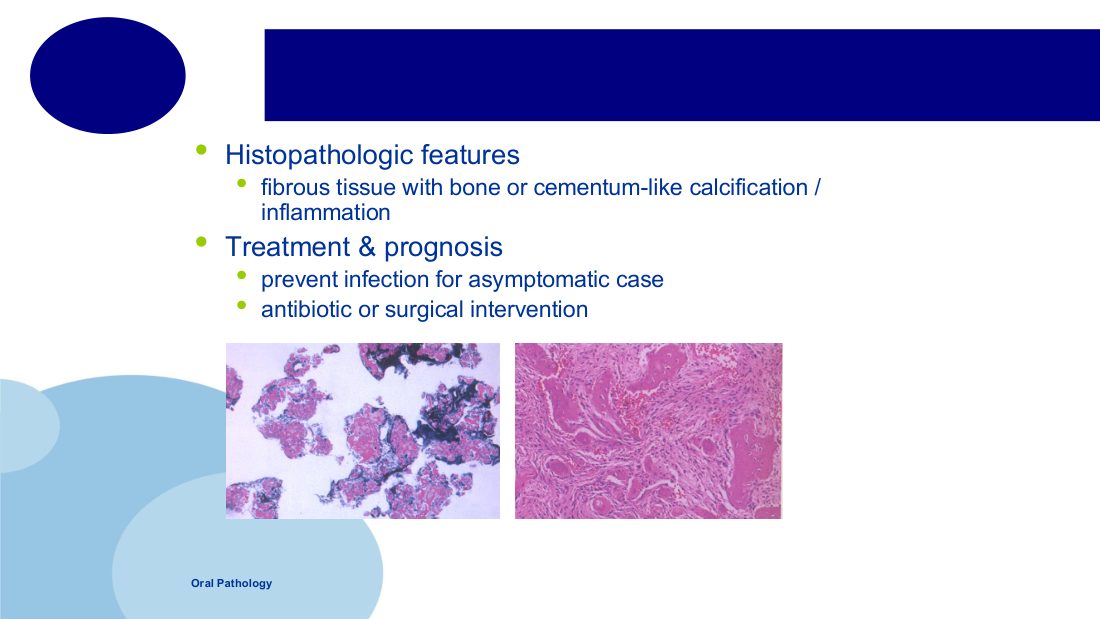 • Histopathologic features
• fibrous tissue with bone or cementum-like calcification /
inflammation
• Treatment & prognosis
• prevent infection for asymptomatic case
• antibiotic or surgical intervention
Oral Pathology